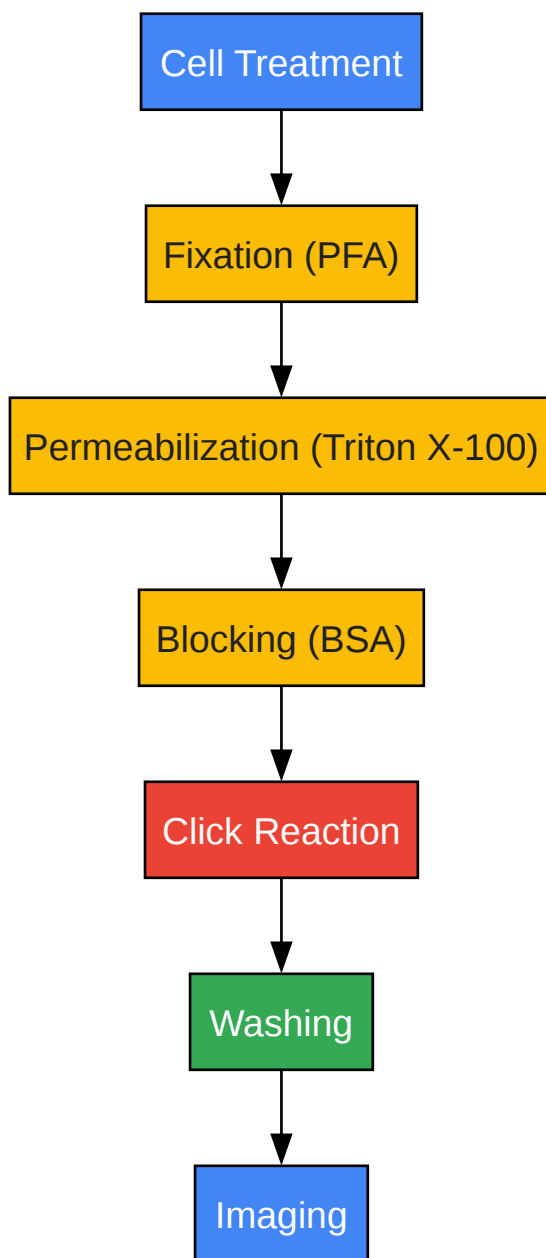 Cell Treatment
Fixation (PFA)
Permeabilization (Triton X-100)
Blocking (BSA)
Click Reaction
Washing
Imaging